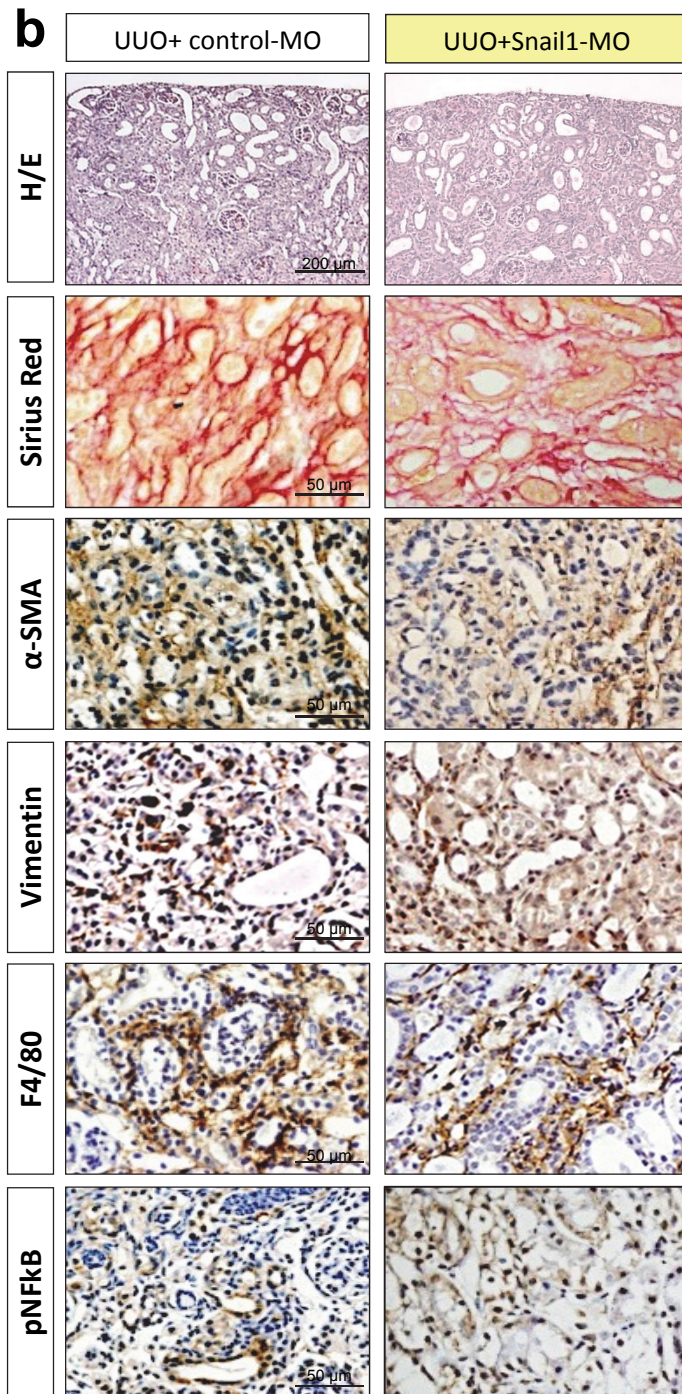 b
UUO+ control-MO
UUO+Snail1-MO
H/E
200 µm
Sirius Red
50 µm
α-SMA
50 µm
Vimentin
50 µm
F4/80
50 µm
pNFkB
50 µm